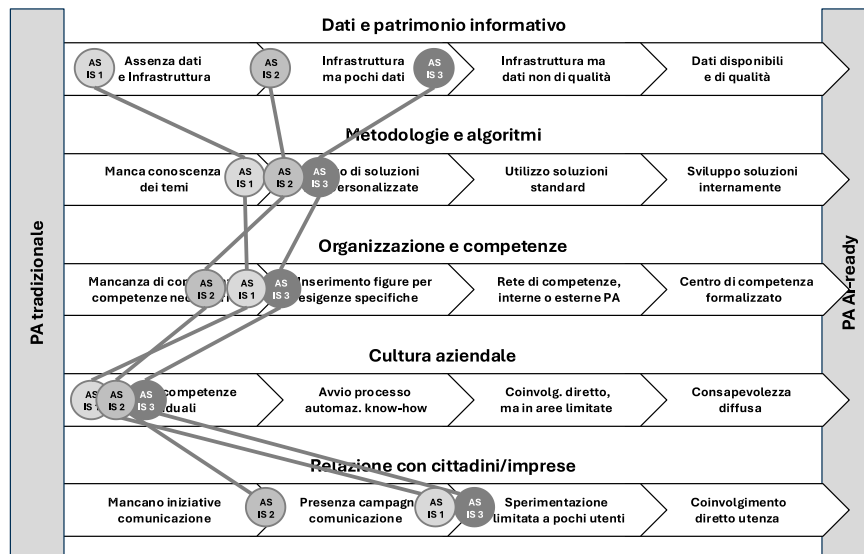 PA tradizionale
PA AI-ready
Dati e patrimonio informativo
AS
IS 1
Assenza dati
e Infrastruttura
AS
IS 2
Infrastruttura
ma pochi dati
AS
IS 3
Infrastruttura ma
dati non di qualità
Dati disponibili
e di qualità
Metodologie e algoritmi
Manca conoscenza
dei temi
AS
IS 1
AS
IS 2
AS
IS 3
di soluzioni
Utilizzo soluzioni
standard
Sviluppo soluzioni
internamente
Organizzazione e competenze
Mancanza di
competenze
AS
IS 2
AS
IS 1
AS
IS 3
Inserimento figure per
esigenze specifiche
Rete di competenze,
interne o esterne PA
Centro di competenza
formalizzato
Cultura aziendale
AS
IS 1
AS
IS 2
AS
IS 3
competenze
Avvio processo
automaz. know-how
Coinvolg. diretto,
ma in aree limitate
Consapevolezza
diffusa
Relazione con cittadini/imprese
Mancano iniziative
comunicazione
AS
IS 2
Presenza
comunicazione
AS
IS 1
AS
IS 3
Sperimentazione
limitata a pochi utenti
Coinvolgimento
diretto utenza